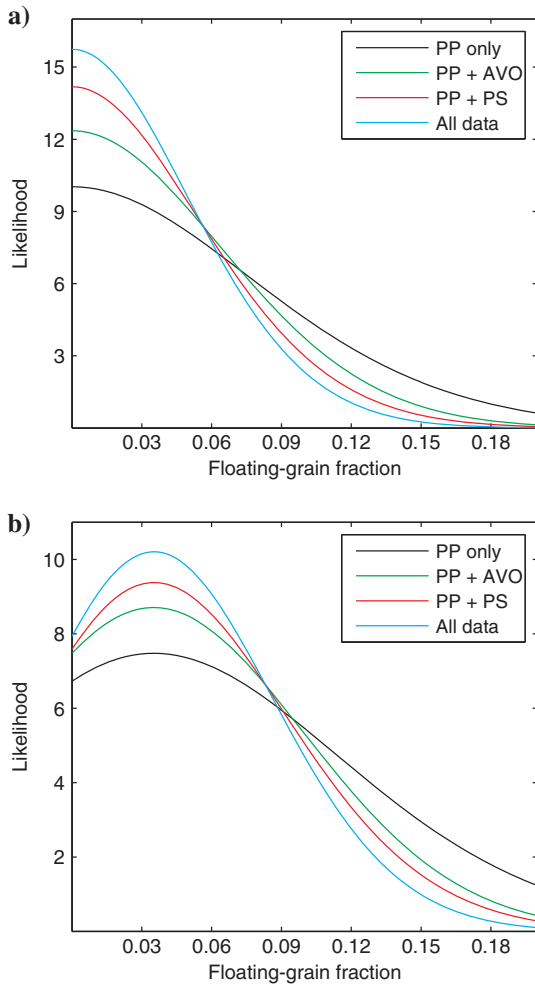 a)
PP only
PP + AVO
PP + PS
All data
15
12
9
6
3
Likelihood
0.03 0.06 0.09 0.12 0.15 0.18
Floating-grain fraction
b)
PP only
PP + AVO
PP + PS
All data
10
8
6
4
2
Likelihood
0.03 0.06 0.09 0.12 0.15 0.18
Floating-grain fraction